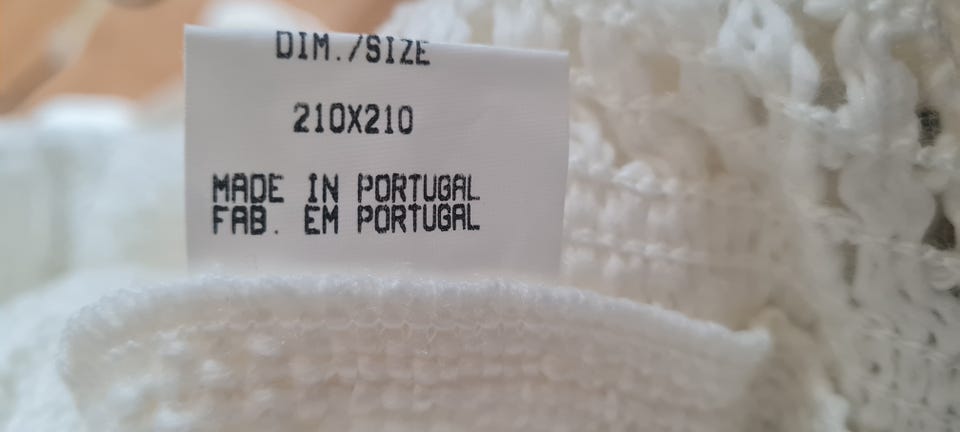 DIM./SIZE
210X210
MADE IN PORTUGAL
FAB. EM PORTUGAL